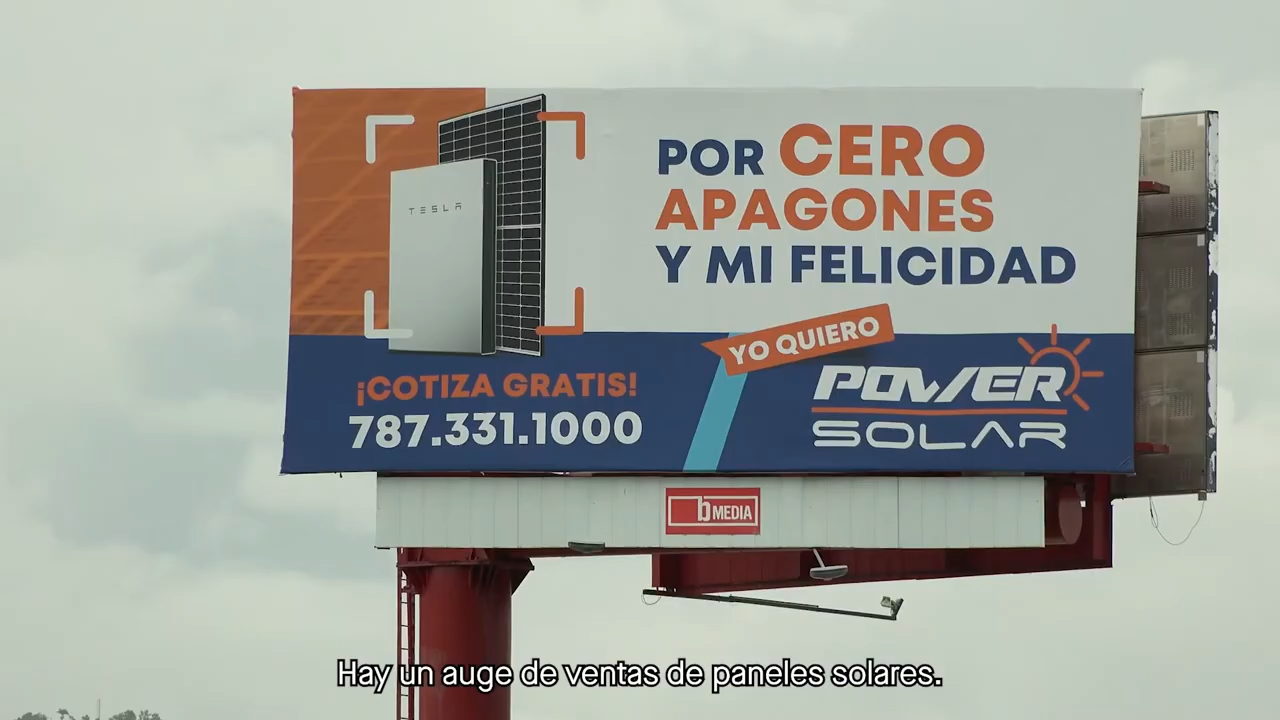 TESLA
POR CERO
APAGONES
Y MI FELICIDAD
YO QUIERO
¡COTIZA GRATIS!
787.331.1000
POWER
SOLAR
bMEDIA
Hay un auge de ventas de paneles solares.